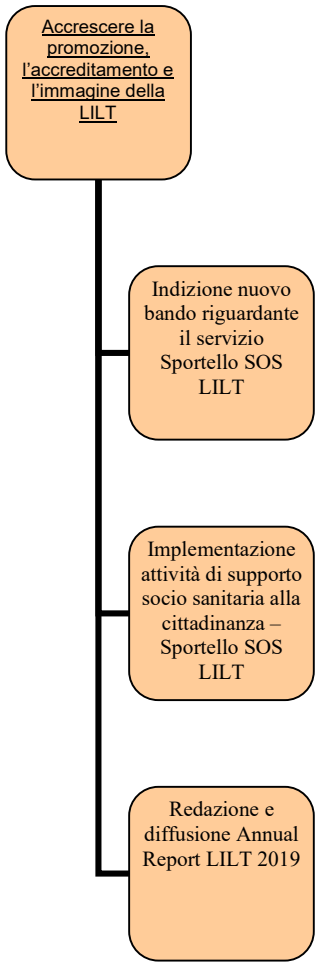 Accrescere la
promozione,
l'accreditamento e
l'immagine della
LILT
Indizione nuovo
bando riguardante
il servizio
Sportello SOS
LILT
Implementazione
attività di supporto
socio sanitaria alla
cittadinanza –
Sportello SOS
LILT
Redazione e
diffusione Annual
Report LILT 2019